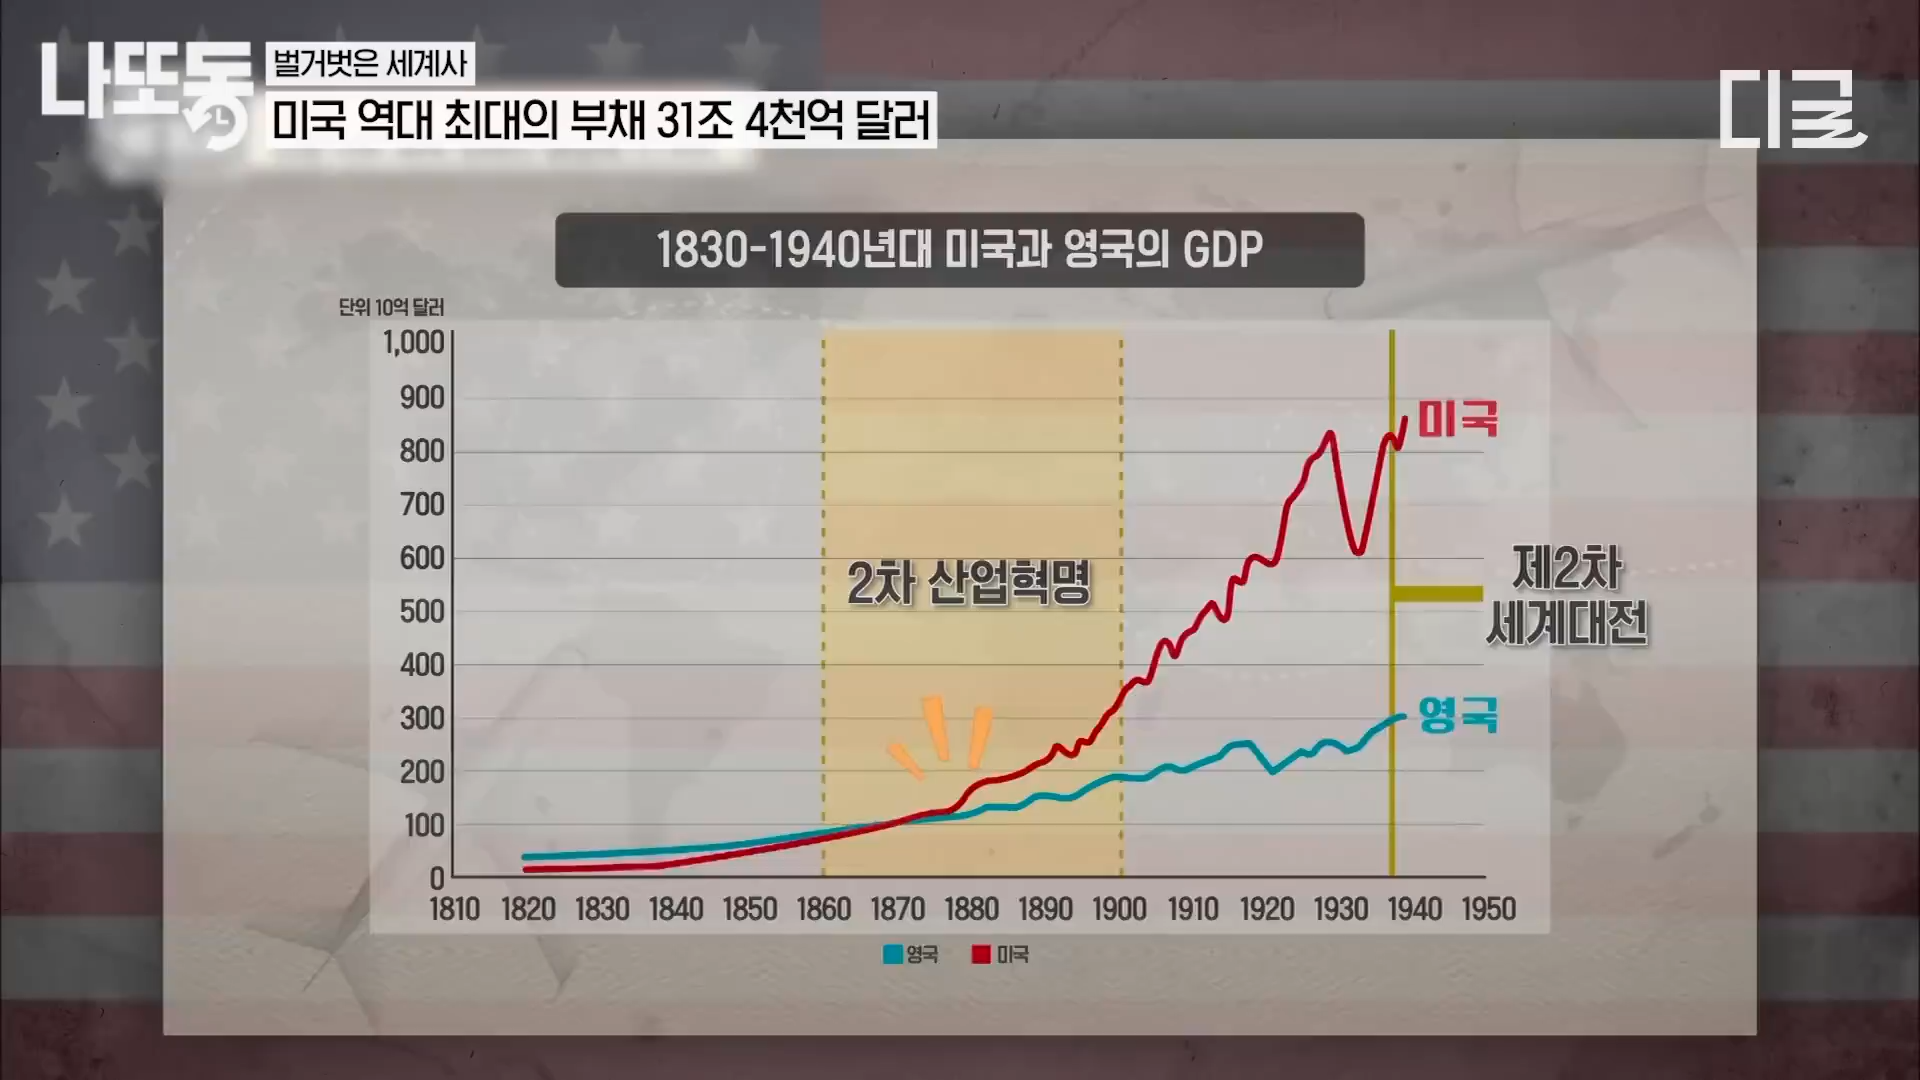 나또동
벌거벗은 세계사
미국 역대 최대의 부채 31조 4천억 달러
디글
1830-1940년대 미국과 영국의 GDP
단위 10억 달러
1,000
900
800
700
600
500
400
300
200
100
0
미국
2차 산업혁명
제2차
세계대전
영국
1810 1820 1830 1840 1850 1860 1870 1880 1890 1900 1910 1920 1930 1940 1950
영국 미국